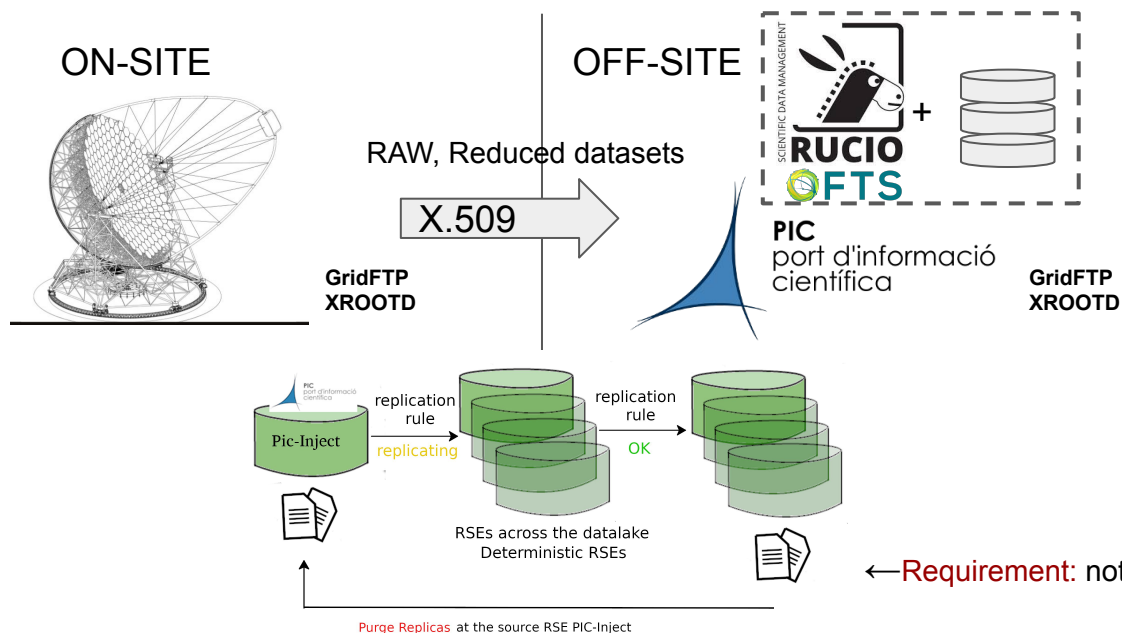 ON-SITE
OFF-SITE
SCIENTIFIC DATA MANAGEMENT
RUCIO
+
FTS
RAW, Reduced datasets
X.509
PIC
port d'informació
científica
GridFTP
XROOTD
GridFTP
XROOTD
PIC
port d'informació
científica
Pic-Inject
replication
rule
replicating
replication
rule
OK
RSEs across the datalake
Deterministic RSEs
←Requirement: not
Purge Replicas at the source RSE PIC-Inject